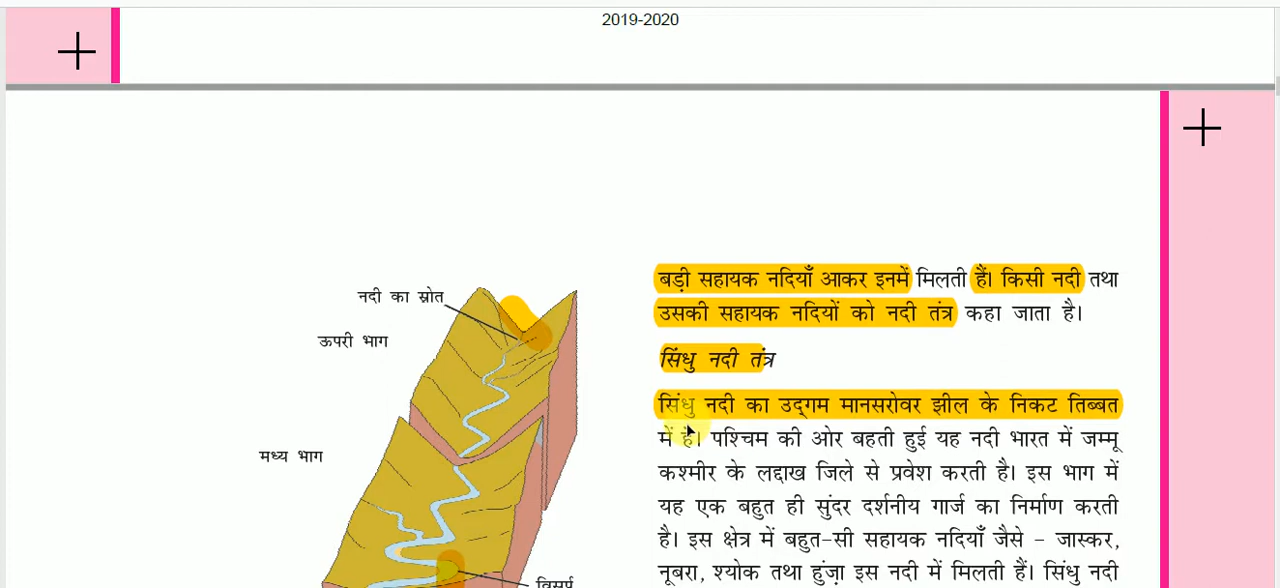 2019-2020
नदी का स्रोत
ऊपरी भाग
मध्य भाग
विसर्प
बड़ी सहायक नदियाँ आकर इनमें मिलती हैं। किसी नदी तथा
उसकी सहायक नदियों को नदी तंत्र कहा जाता है।
सिंधु नदी तंत्र
सिंधु नदी का उद्गम मानसरोवर झील के निकट तिब्बत
में है। पश्चिम की ओर बहती हुई यह नदी भारत में जम्मू
कश्मीर के लद्दाख जिले से प्रवेश करती है। इस भाग में
यह एक बहुत ही सुंदर दर्शनीय गार्ज का निर्माण करती
है। इस क्षेत्र में बहुत-सी सहायक नदियाँ जैसे - जास्कर,
नूबरा, श्योक तथा हुंज़ा इस नदी में मिलती हैं। सिंधु नदी